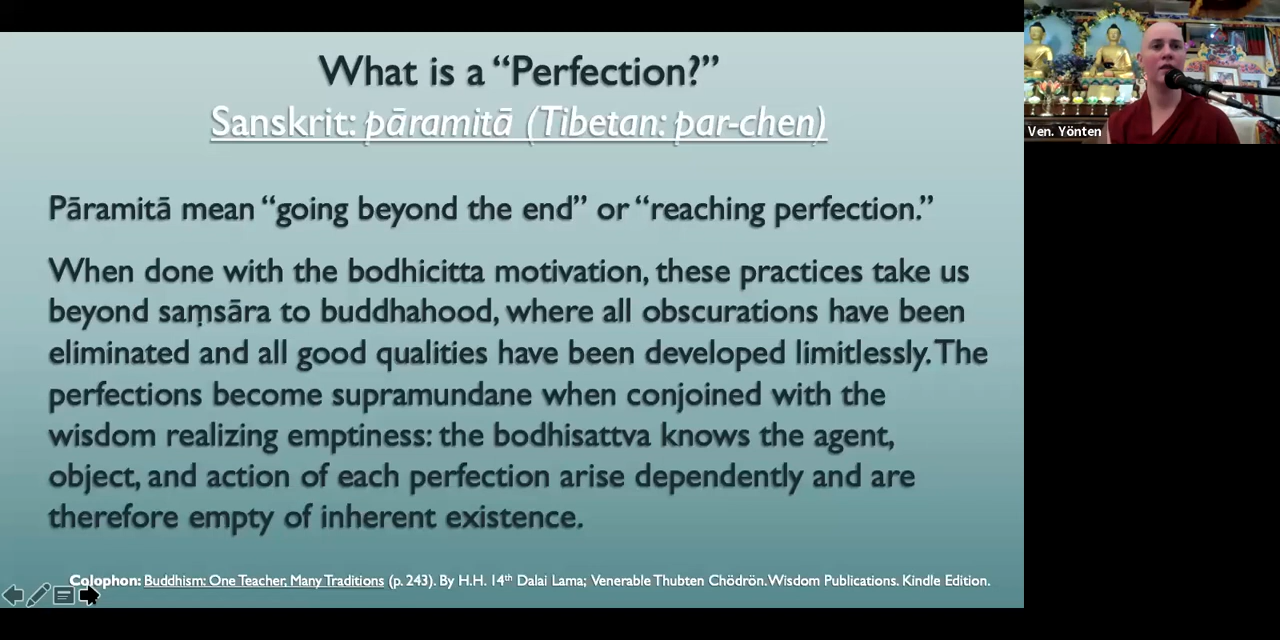 What is a “Perfection?”
Sanskrit: pāramitā (Tibetan: par-chen)
Pāramitā mean “going beyond the end” or “reaching perfection.”
When done with the bodhicitta motivation, these practices take us
beyond saṃsāra to buddhahood, where all obscurations have been
eliminated and all good qualities have been developed limitlessly. The
perfections become supramundane when conjoined with the
wisdom realizing emptiness: the bodhisattva knows the agent,
object, and action of each perfection arise dependently and are
therefore empty of inherent existence.
Colophon: Buddhism: One Teacher, Many Traditions (p. 243). By H.H. 14th Dalai Lama; Venerable Thubten Chödrön. Wisdom Publications. Kindle Edition.
Ven. Yönten